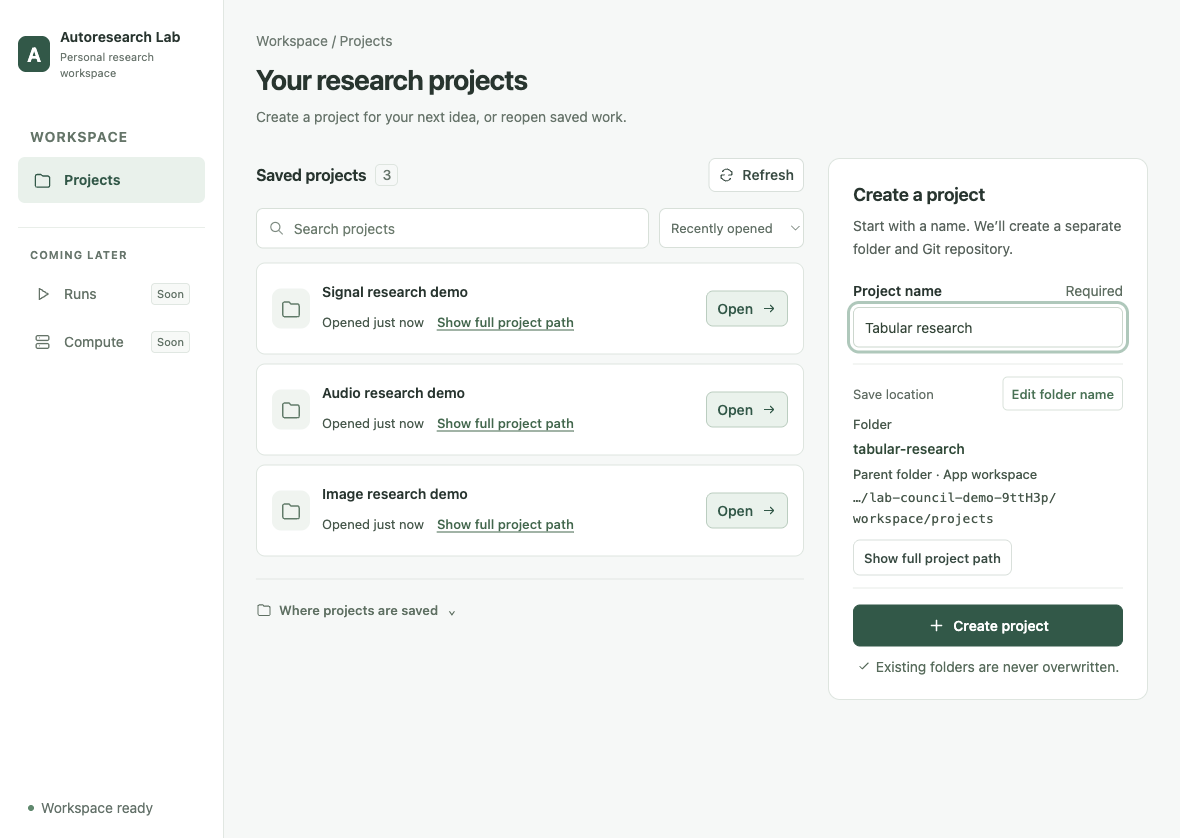 A
Autoresearch Lab
Personal research
workspace
WORKSPACE
Projects
COMING LATER
Runs
Soon
Compute
Soon
Workspace ready
Workspace / Projects
Your research projects
Create a project for your next idea, or reopen saved work.
Saved projects 3
Refresh
Search projects
Recently opened
Signal research demo
Opened just now Show full project path
Open →
Audio research demo
Opened just now Show full project path
Open →
Image research demo
Opened just now Show full project path
Open →
Where projects are saved
Create a project
Start with a name. We’ll create a separate
folder and Git repository.
Project name Required
Tabular research
Save location Edit folder name
Folder
tabular-research
Parent folder · App workspace
…/lab-council-demo-9ttH3p/
workspace/projects
Show full project path
+ Create project
✓ Existing folders are never overwritten.